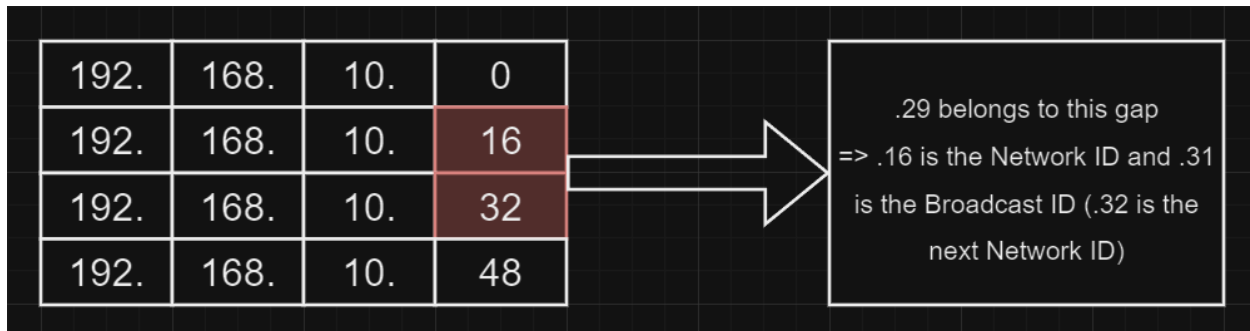 192. 168. 10. 0
192. 168. 10. 16
192. 168. 10. 32
192. 168. 10. 48
.29 belongs to this gap
=> .16 is the Network ID and .31
is the Broadcast ID (.32 is the
next Network ID)